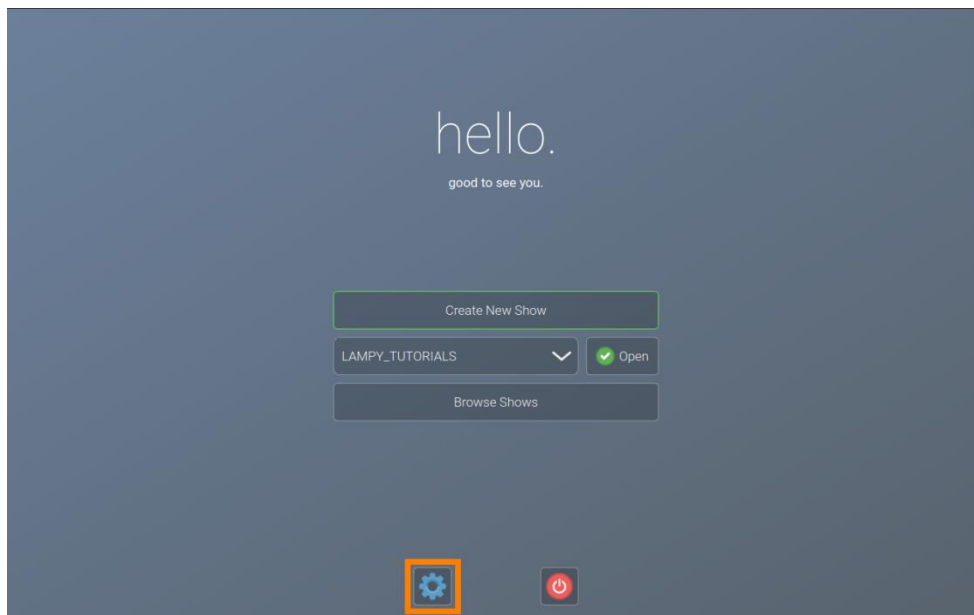 hello.
good to see you.
Create New Show
LAMPY_TUTORIALS
Open
Browse Shows